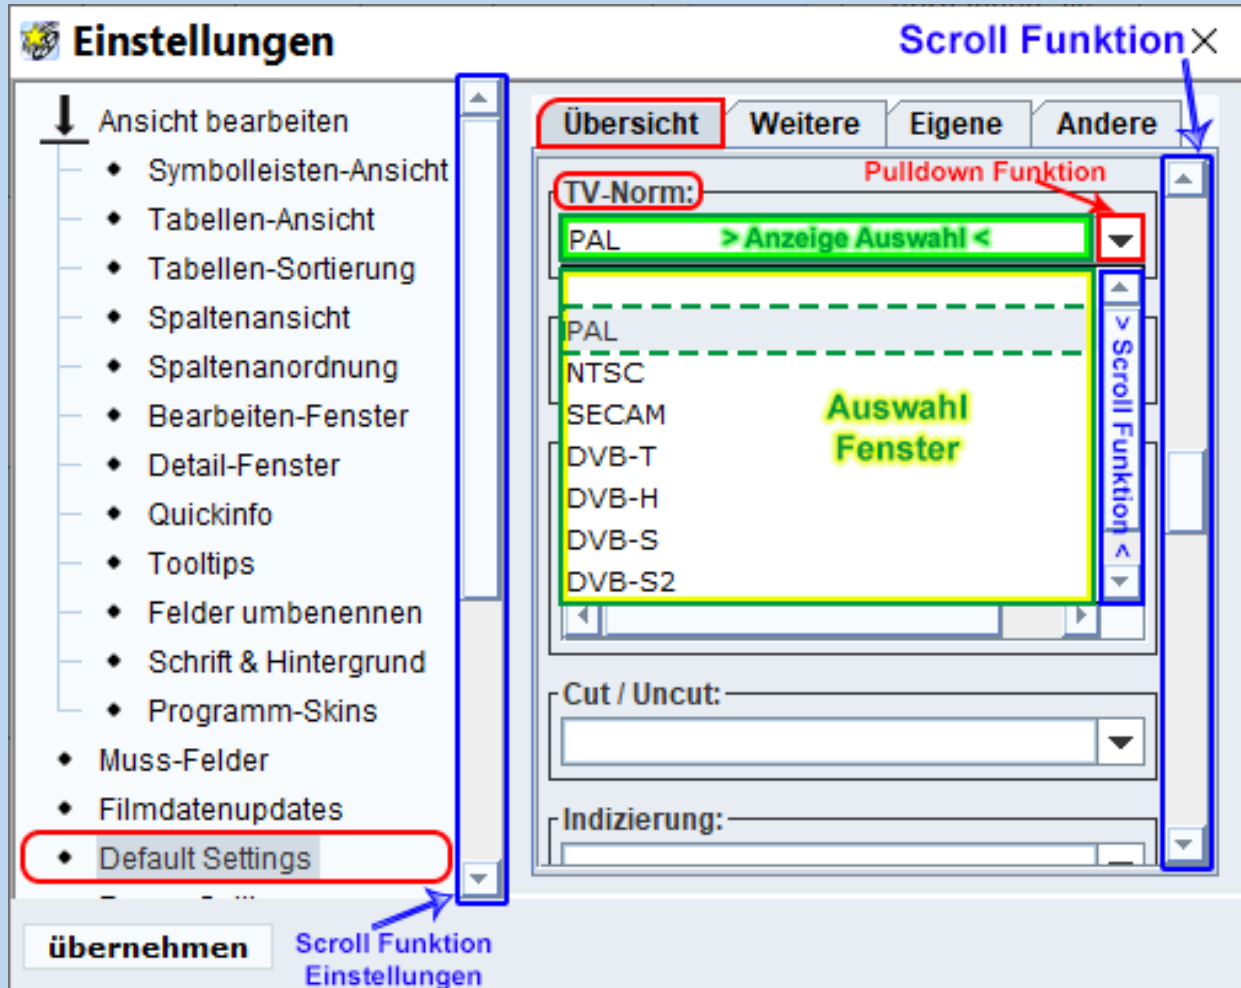 Einstellungen
Scroll Funktion
Ansicht bearbeiten
Symbolleisten-Ansicht
Tabellen-Ansicht
Tabellen-Sortierung
Spaltenansicht
Spaltenanordnung
Bearbeiten-Fenster
Detail-Fenster
Quickinfo
Tooltips
Felder umbenennen
Schrift & Hintergrund
Programm-Skins
Muss-Felder
Filmdatenupdates
Default Settings
übernehmen
Scroll Funktion
Einstellungen
Übersicht Weitere Eigene Andere
Pulldown Funktion
TV-Norm:
PAL > Anzeige Auswahl <
PAL
NTSC
SECAM
DVB-T
DVB-H
DVB-S
DVB-S2
Auswahl
Fenster
> Scroll Funktion <
Cut / Uncut:
Indizierung: